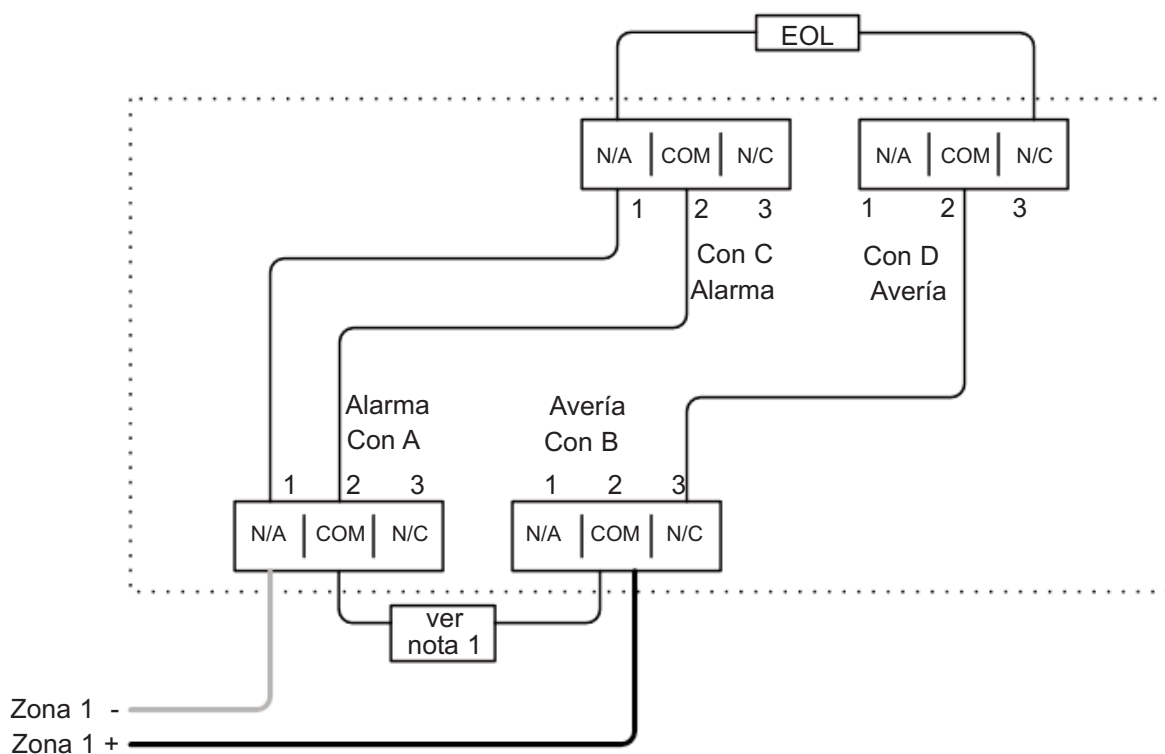 EOL
N/A COM N/C
N/A COM N/C
1 2 3
1 2 3
Con C
Alarma
Con D
Avería
Alarma
Con A
Avería
Con B
1 2 3
1 2 3
N/A COM N/C
N/A COM N/C
ver
nota 1
Zona 1 -
Zona 1 +